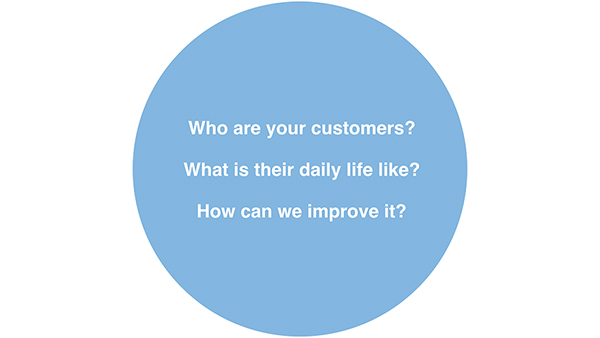 Who are your customers?
What is their daily life like?
How can we improve it?